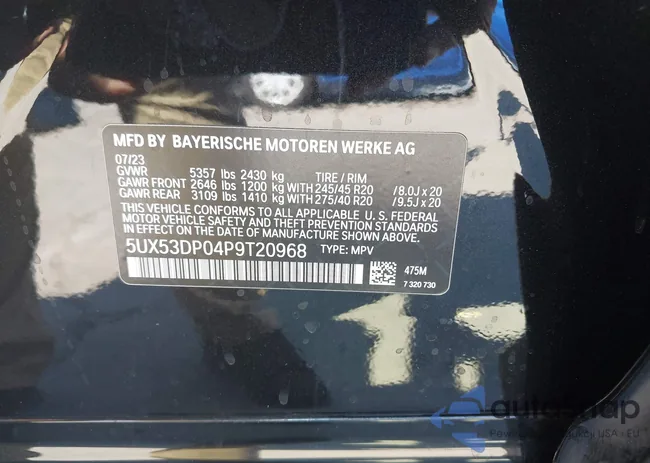 MFD BY BAYERISCHE MOTOREN WERKE AG
07/23
GVWR 5357 lbs 2430 kg TIRE / RIM
GAWR FRONT 2646 lbs 1200 kg WITH 245/45 R20 /8.0J x 20
GAWR REAR 3109 lbs 1410 kg WITH 275/40 R20 /9.5J x 20
THIS VEHICLE CONFORMS TO ALL APPLICABLE U. S. FEDERAL
MOTOR VEHICLE SAFETY AND THEFT PREVENTION STANDARDS
IN EFFECT ON THE DATE OF MANUFACTURE SHOWN ABOVE.
5UX53DP04P9T20968 TYPE: MPV
475M
7 320 730
USA - EU